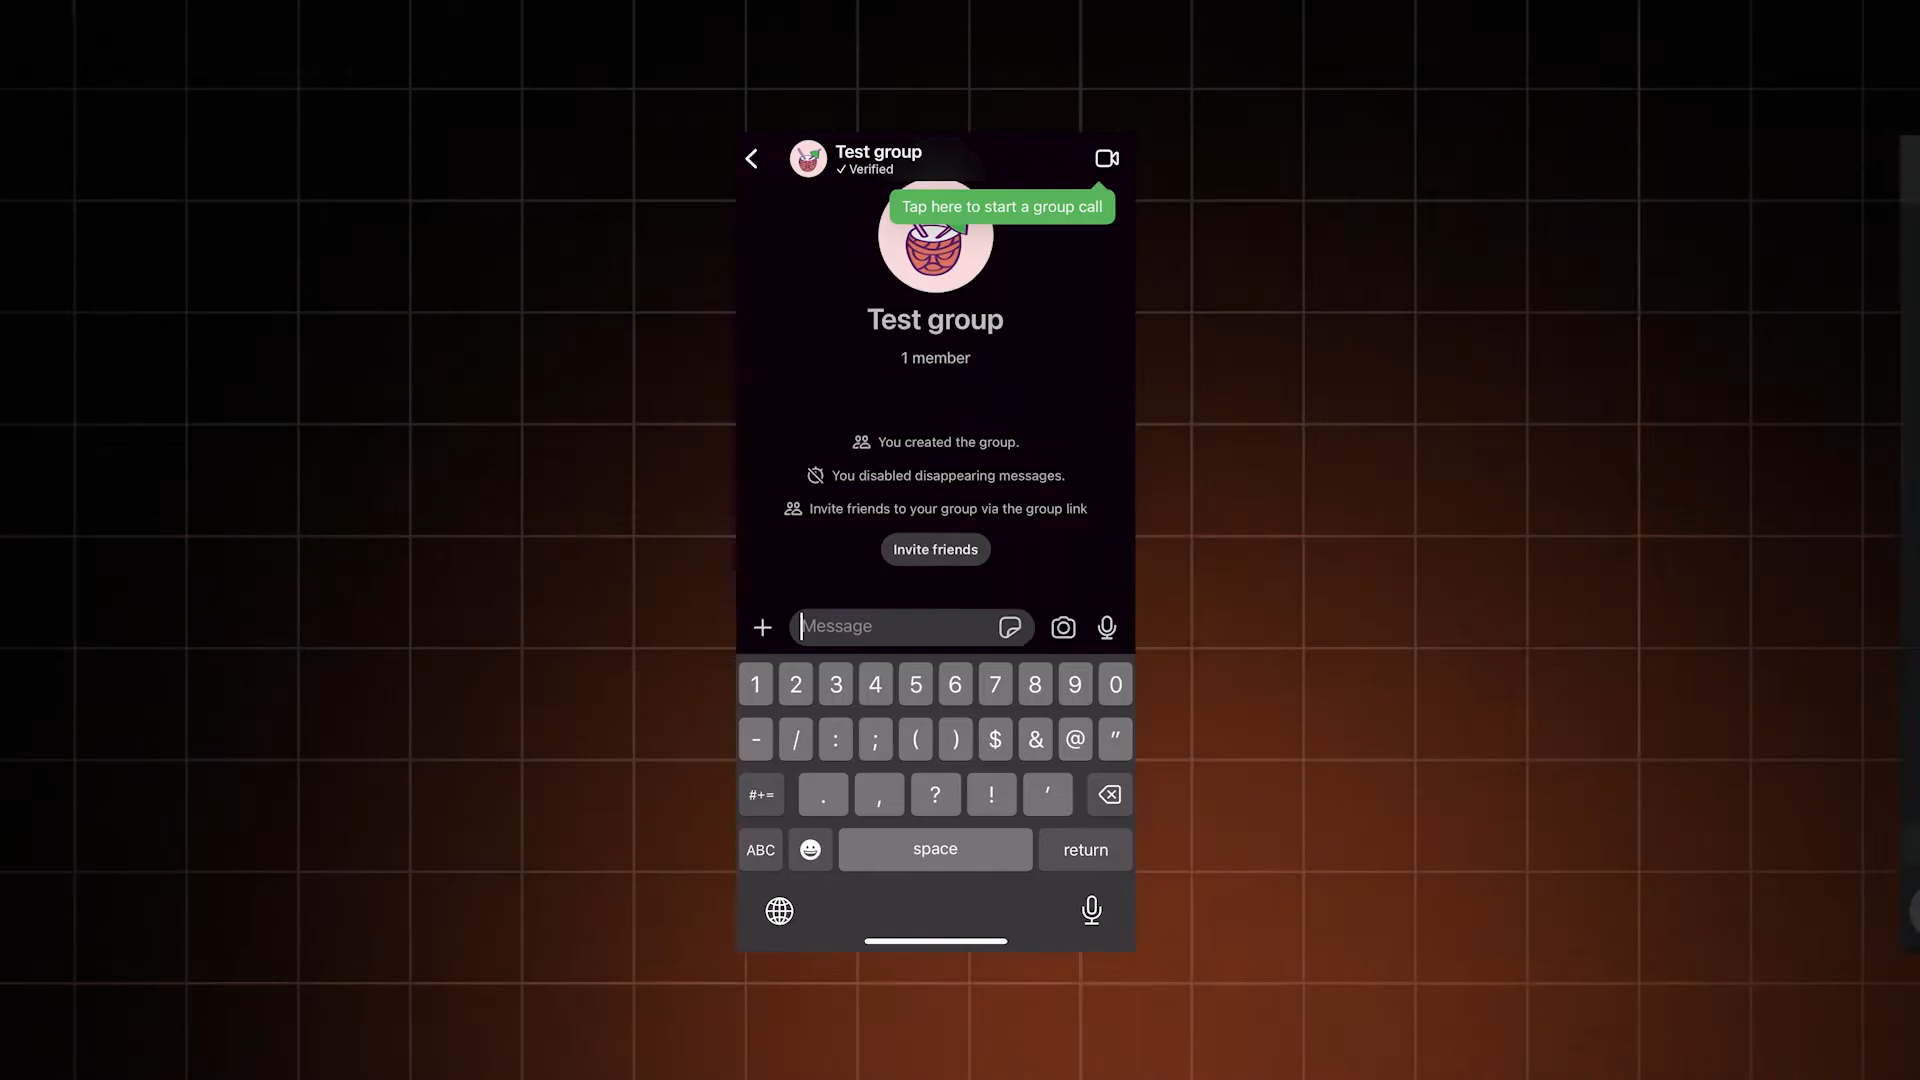 Test group
✓ Verified
Tap here to start a group call
Test group
1 member
You created the group.
You disabled disappearing messages.
Invite friends to your group via the group link
Invite friends
Message
1 2 3 4 5 6 7 8 9 0
- / : ; ( ) $ & @ "
#+= . , ? ! '
ABC space return